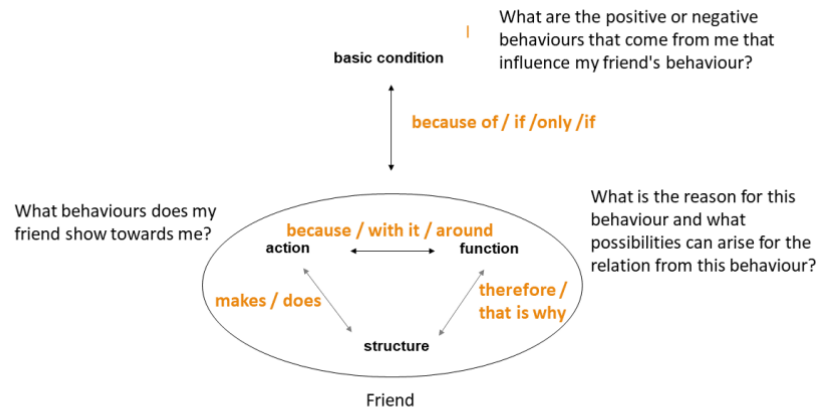 What are the positive or negative
behaviours that come from me that
influence my friend's behaviour?
basic condition
because of / if /only /if
What behaviours does my
friend show towards me?
What is the reason for this
behaviour and what
possibilities can arise for the
relation from this behaviour?
because / with it / around
action
function
makes / does
therefore /
that is why
structure
Friend